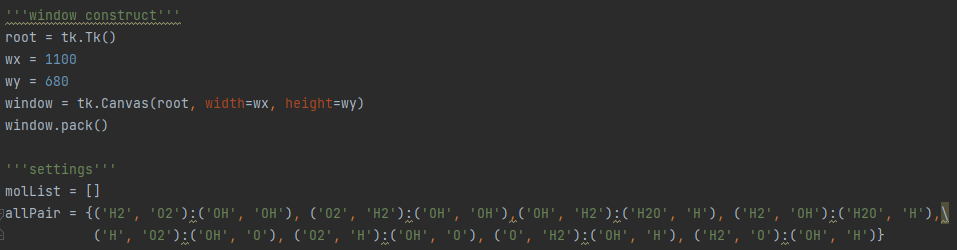 '''window construct'''
root = tk.Tk()
wx = 1100
wy = 680
window = tk.Canvas(root, width=wx, height=wy)
window.pack()
'''settings'''
molList = []
allPair = {('H2', 'O2'):('OH', 'OH'), ('O2', 'H2'):('OH', 'OH'),('OH', 'H2'):('H2O', 'H'), ('H2', 'OH'):('H2O', 'H'),\
('H', 'O2'):('OH', 'O'), ('O2', 'H'):('OH', 'O'), ('O', 'H2'):('OH', 'H'), ('H2', 'O'):('OH', 'H')}